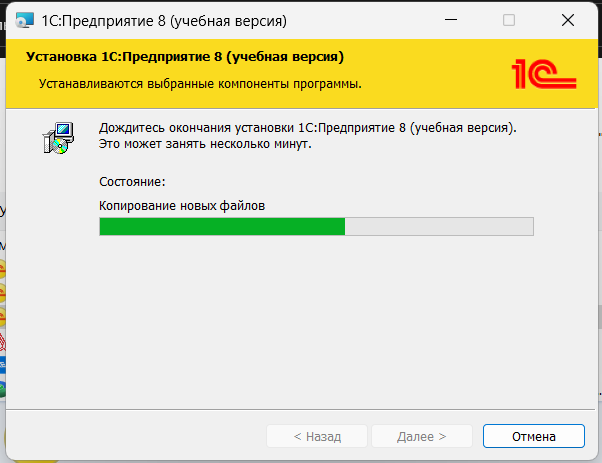 1С:Предприятие 8 (учебная версия)
Установка 1С:Предприятие 8 (учебная версия)
Устанавливаются выбранные компоненты программы.
1С
Дождитесь окончания установки 1С:Предприятие 8 (учебная версия).
Это может занять несколько минут.
Состояние:
Копирование новых файлов
< Назад
Далее >
Отмена